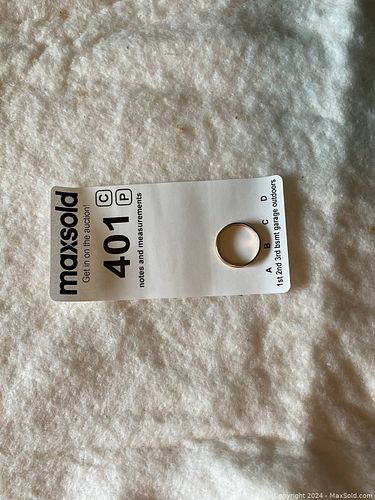 maxsold
Get in on the auction!
401
C
P
notes and measurements
A B C D
1st 2nd 3rd bsmt garage outdoors
Copyright 2024 - MaxSold.com